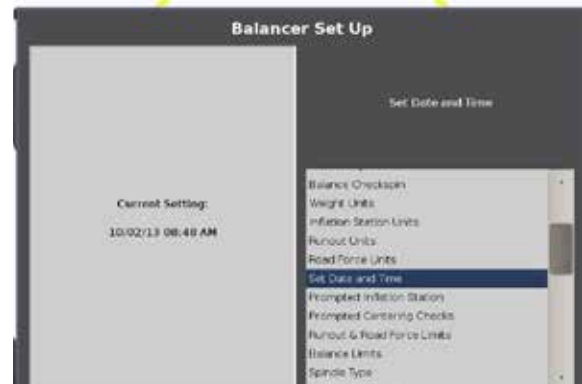 Balancer Set Up
Set Date and Time
Current Setting:
10/02/13 08:48 AM
Balance Checkspin
Weight Units
Inflation Station Units
Runout Units
Road Force Units
Set Date and Time
Prompted Inflation Station
Prompted Centering Checks
Runout & Road Force Limits
Balance Limits
Spindle Type